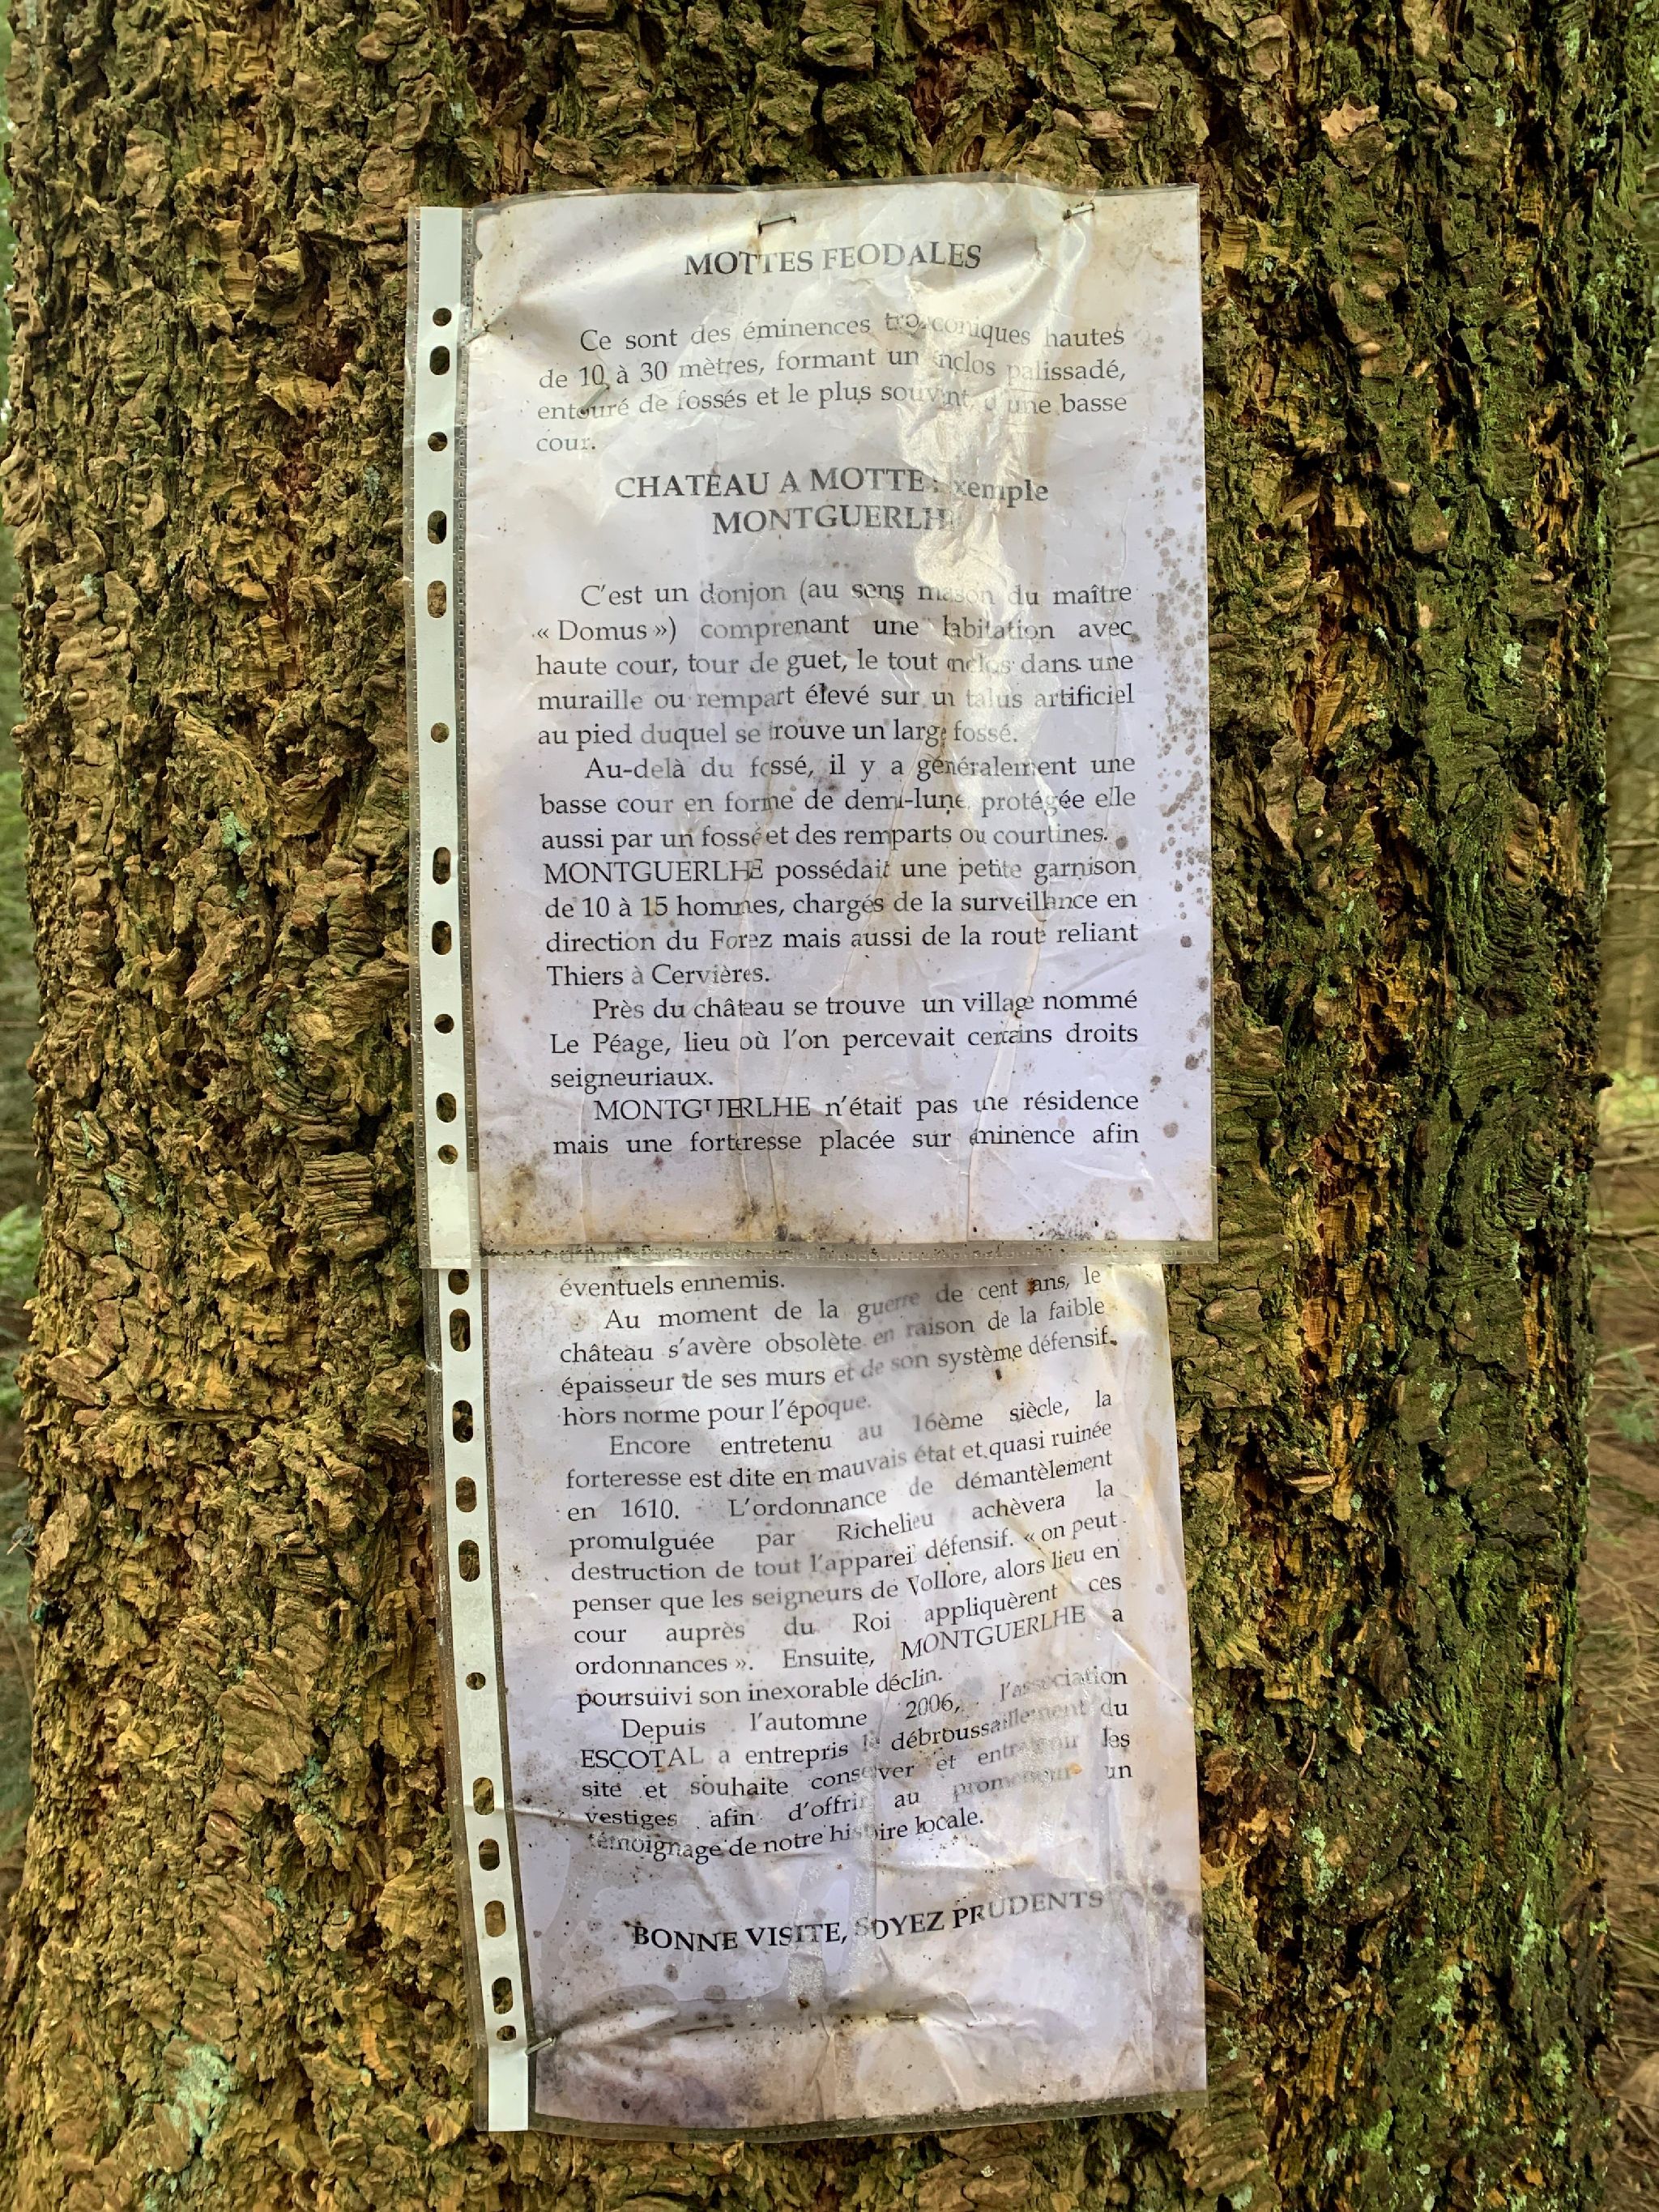 MOTTES FEODALES
Ce sont des éminences tronconiques hautes
de 10 à 30 mètres, formant un enclos palissadé,
entouré de fossés et le plus souvent, d'une basse
cour.
CHATEAU A MOTTE : exemple
MONTGUERLHE
C'est un donjon (au sens maison du maître
« Domus ») comprenant une habitation avec
haute cour, tour de guet, le tout enclos dans une
muraille ou rempart élevé sur un talus artificiel
au pied duquel se trouve un large fossé.
Au-delà du fossé, il y a généralement une
basse cour en forme de demi-lune, protégée elle
aussi par un fossé et des remparts ou courtines.
MONTGUERLHE possédait une petite garnison
de 10 à 15 hommes, chargés de la surveillance en
direction du Forez mais aussi de la route reliant
Thiers à Cervières.
Près du château se trouve un village nommé
Le Péage, lieu où l'on percevait certains droits
seigneuriaux.
MONTGUERLHE n'était pas une résidence
mais une forteresse placée sur éminence afin
éventuels ennemis.
Au moment de la guerre de cent ans, le
château s'avère obsolète en raison de la faible
épaisseur de ses murs et de son système défensif
hors norme pour l'époque.
Encore entretenu au 16ème siècle, la
forteresse est dite en mauvais état et quasi ruinée
en 1610. L'ordonnance de démantèlement
promulguée par Richelieu achèvera la
destruction de tout l'appareil défensif. « on peut
penser que les seigneurs de Vollore, alors lieu en
cour auprès du Roi appliquèrent ces
ordonnances ». Ensuite, MONTGUERLHE a
poursuivi son inexorable déclin.
Depuis l'automne 2006, l'association
ESCOTAL a entrepris le débroussaillement du
site et souhaite conserver et entretenir les
vestiges afin d'offrir au promeneur un
témoignage de notre histoire locale.
BONNE VISITE, SOYEZ PRUDENTS